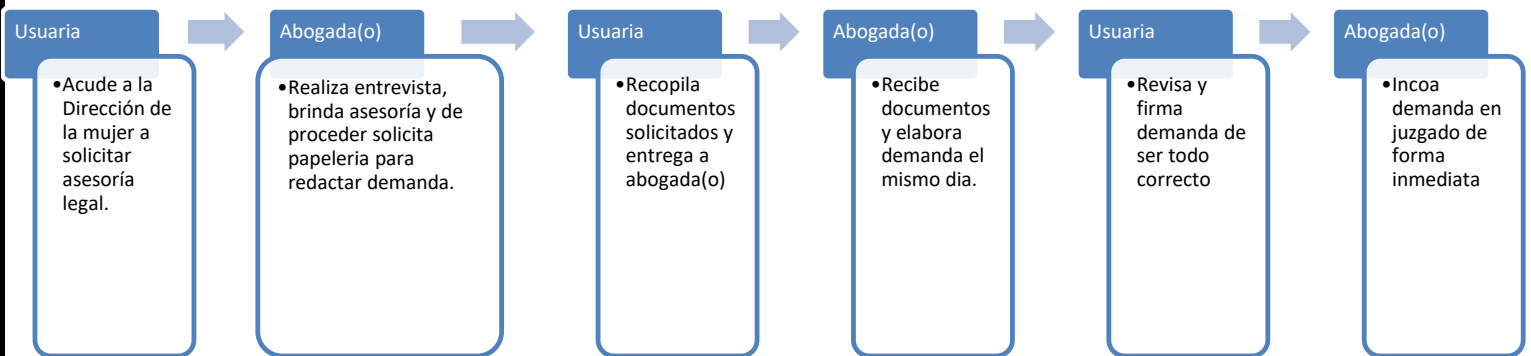 Usuaria
•Acude a la
Dirección de
la mujer a
solicitar
asesoría
legal.
Abogada(o)
•Realiza entrevista,
brinda asesoría y de
proceder solicita
papeleria para
redactar demanda.
Usuaria
•Recopila
documentos
solicitados y
entrega a
abogada(o)
Abogada(o)
•Recibe
documentos
y elabora
demanda el
mismo dia.
Usuaria
•Revisa y
firma
demanda de
ser todo
correcto
Abogada(o)
•Incoa
demanda en
juzgado de
forma
inmediata